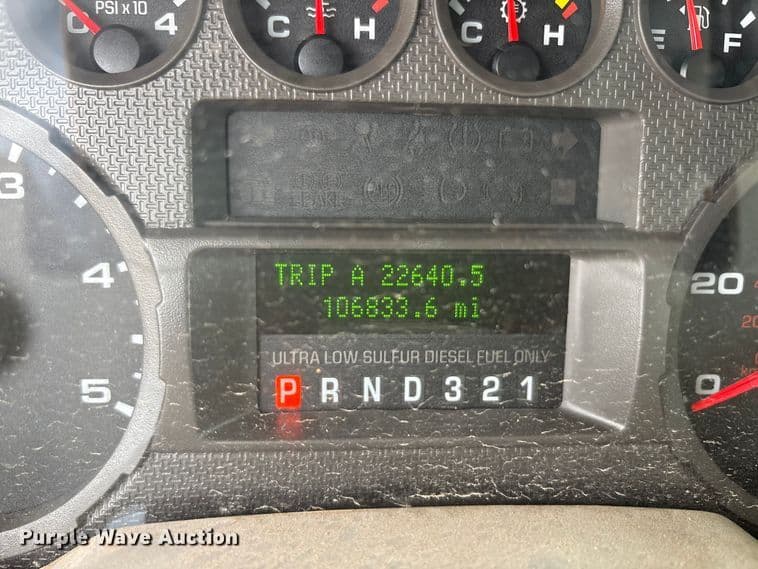 PSI x 10
0 4
C H
C H
E F
3
4
5
TRIP A 22640.5
106833.6 mi
ULTRA LOW SULFUR DIESEL FUEL ONLY
P R N D 3 2 1
20
0
Purple Wave Auction